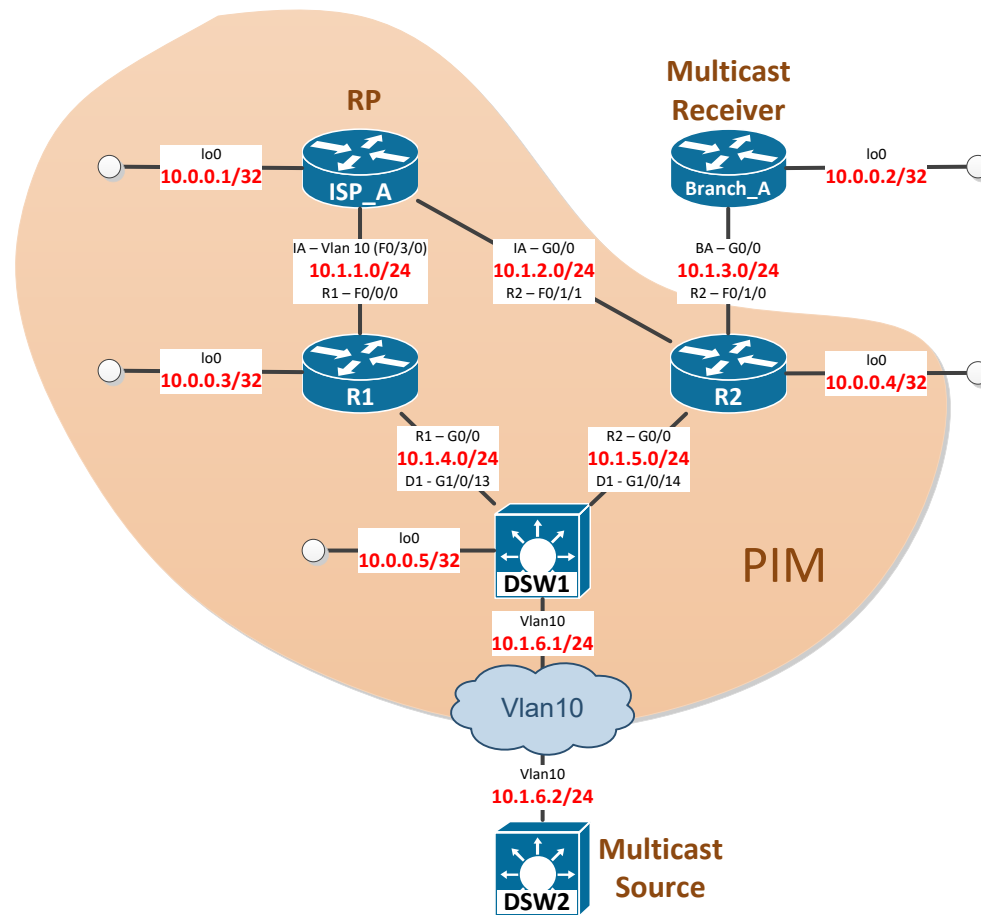 RP
Multicast
Receiver
lo0
10.0.0.1/32
ISP_A
Branch_A
lo0
10.0.0.2/32
IA – Vlan 10 (F0/3/0)
10.1.1.0/24
R1 – F0/0/0
IA – G0/0
10.1.2.0/24
R2 – F0/1/1
BA – G0/0
10.1.3.0/24
R2 – F0/1/0
lo0
10.0.0.3/32
R1
R2
lo0
10.0.0.4/32
R1 – G0/0
10.1.4.0/24
D1 - G1/0/13
R2 – G0/0
10.1.5.0/24
D1 - G1/0/14
lo0
10.0.0.5/32
DSW1
PIM
Vlan10
10.1.6.1/24
Vlan10
Vlan10
10.1.6.2/24
DSW2
Multicast
Source